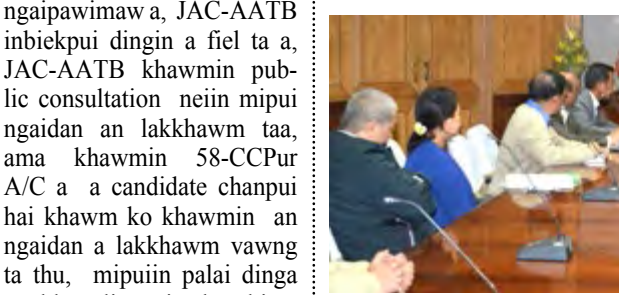 ngaipawimaw a, JAC-AATB
inbiekpui dingin a fiel ta a,
JAC-AATB khawmin pub-
lic consultation neiin mipui
ngaidan an lakkhawm taa,
ama khawmin 58-CCPur
A/C a a candidate chanpui
hai khawm ko khawmin an
ngaidan a lakkhawm vawng
ta thu, mipuiin palai dinga